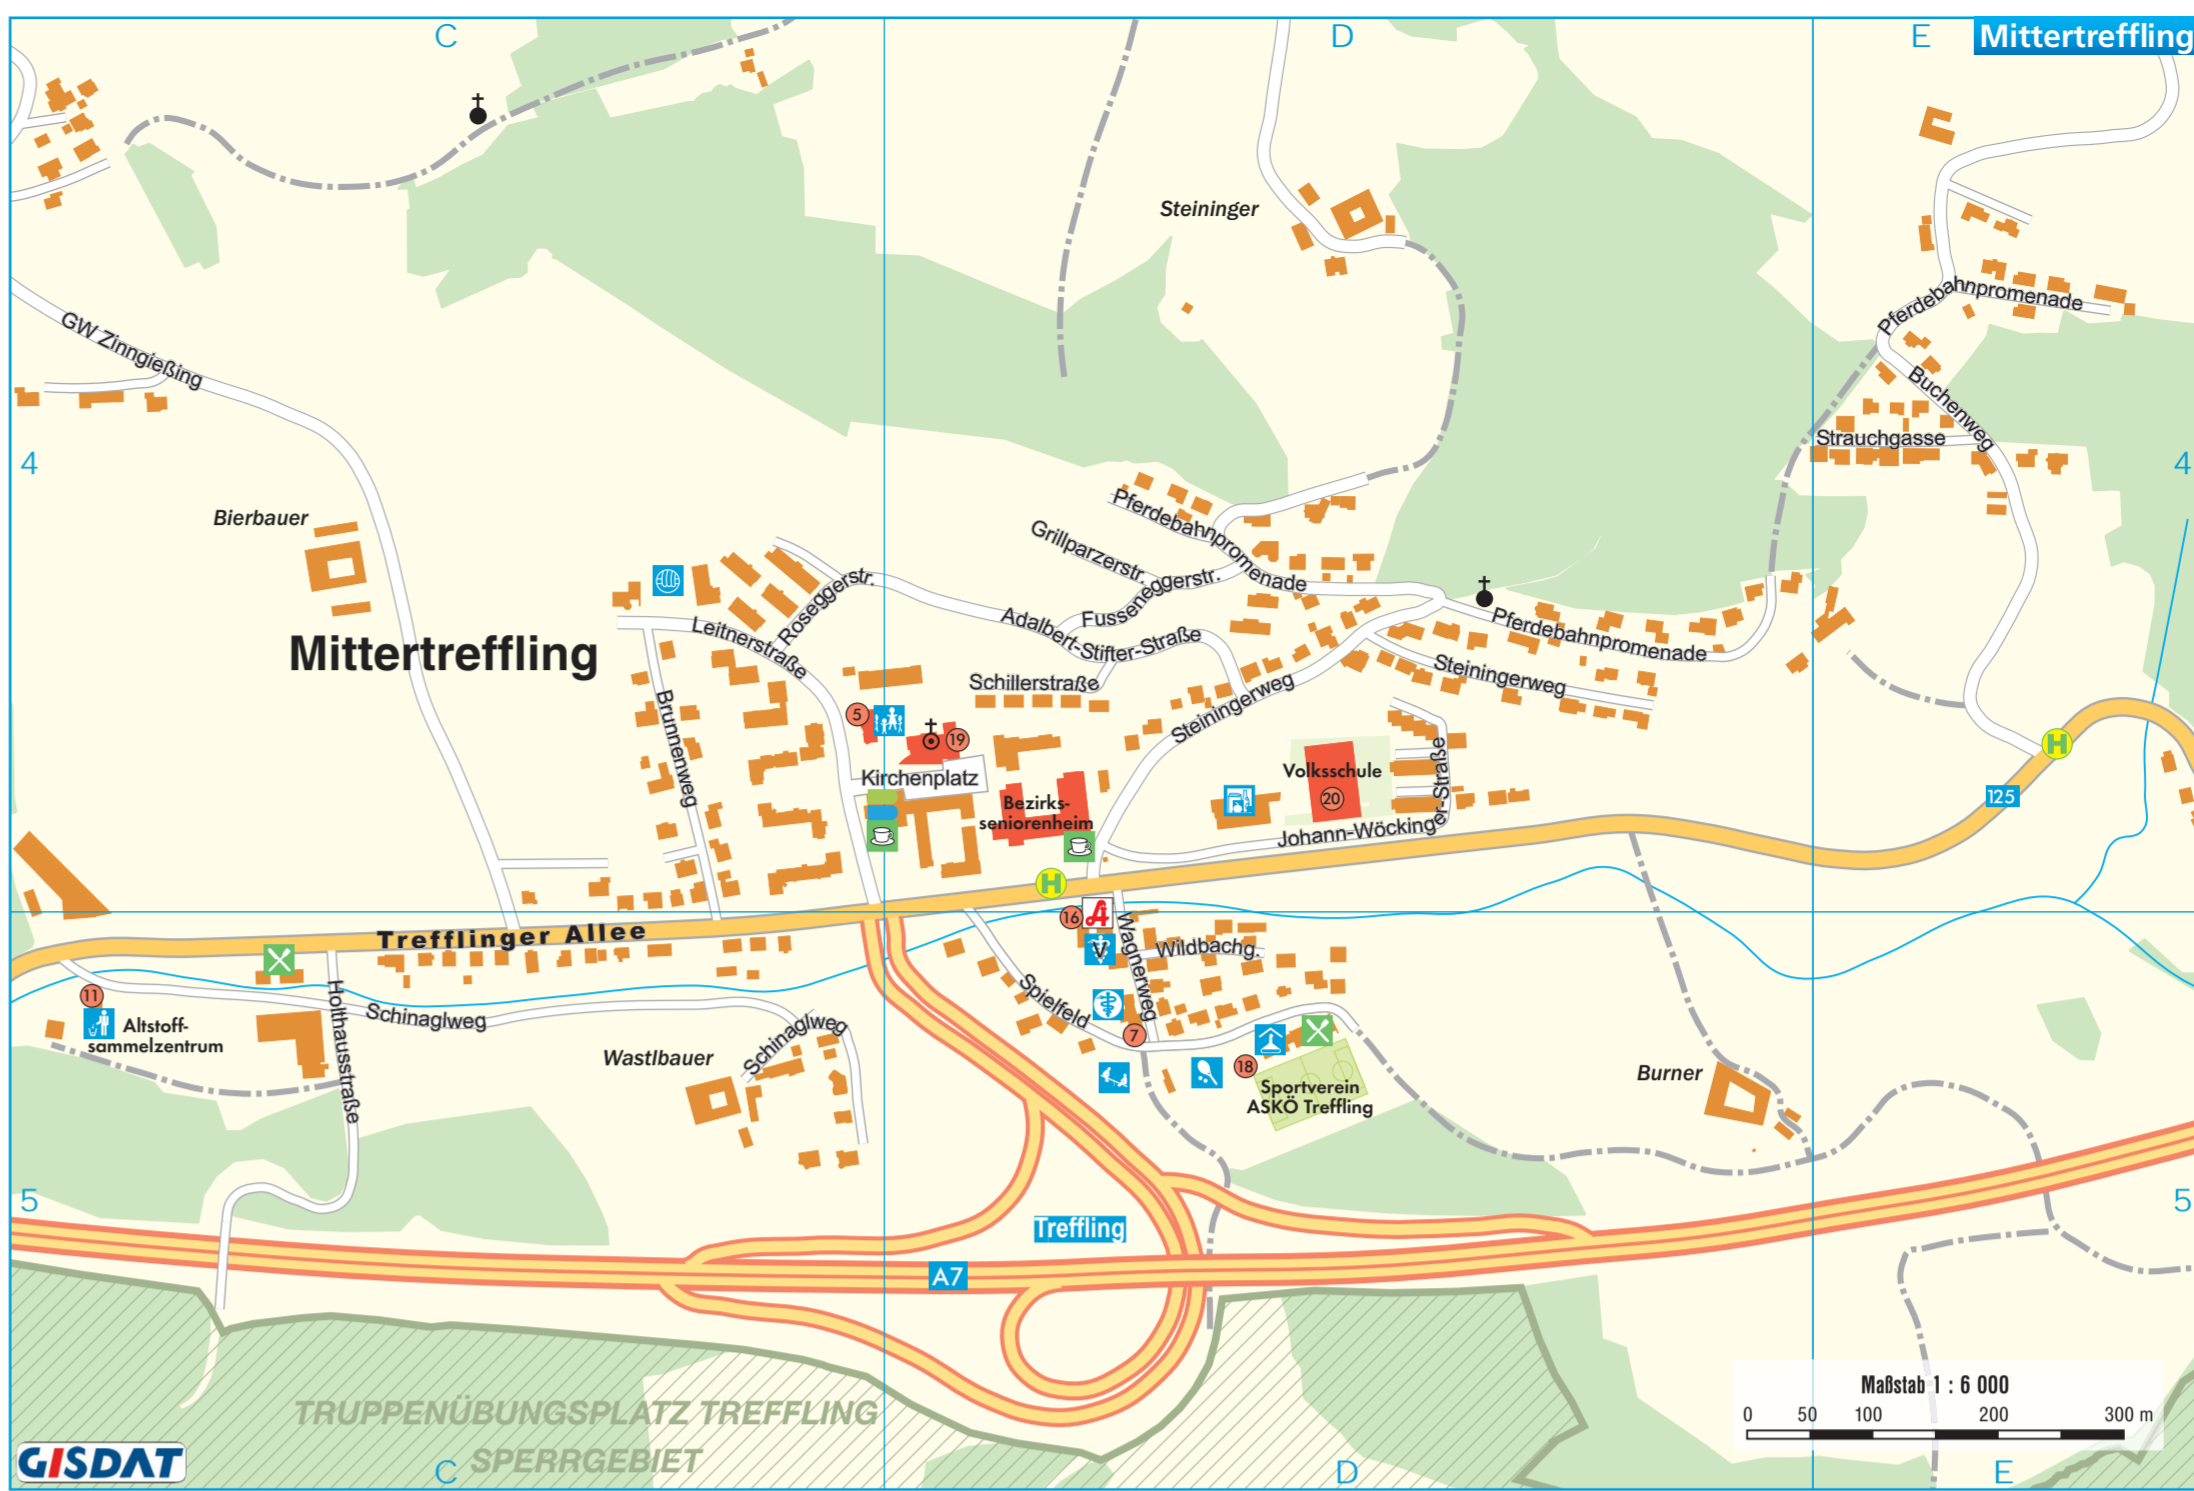 C
D
E
Mittertreffling
Steininger
GW Zinngießing
Pferdebahnpromenade
Buchenweg
Strauchgasse
4
4
Bierbauer
Pferdebahnpromenade
Grillparzerstr.
Fusseneggerstr.
Roseggerstr.
Adalbert-Stifter-Straße
Pferdebahnpromenade
Mittertreffling
Leitnerstraße
Schillerstraße
Steiningerweg
Steiningerweg
Brunnenweg
5
19
Kirchenplatz
Volksschule
20
Bezirks-
seniorenheim
Johann-Wöckinger-Straße
H
125
H
Trefflinger Allee
16
A
V
Wagnerweg
Wildbachg.
11
Altstoff-
sammelzentrum
Holthausstraße
Schinaglweg
Schinaglweg
Wastlbauer
Spielfeld
7
18
Sportverein
ASKÖ Treffling
Burner
5
5
Treffling
A7
TRUPPENÜBUNGSPLATZ TREFFLING
SPERRGEBIET
Maßstab 1 : 6 000
0 50 100 200 300 m
GISDAT
C
D
E